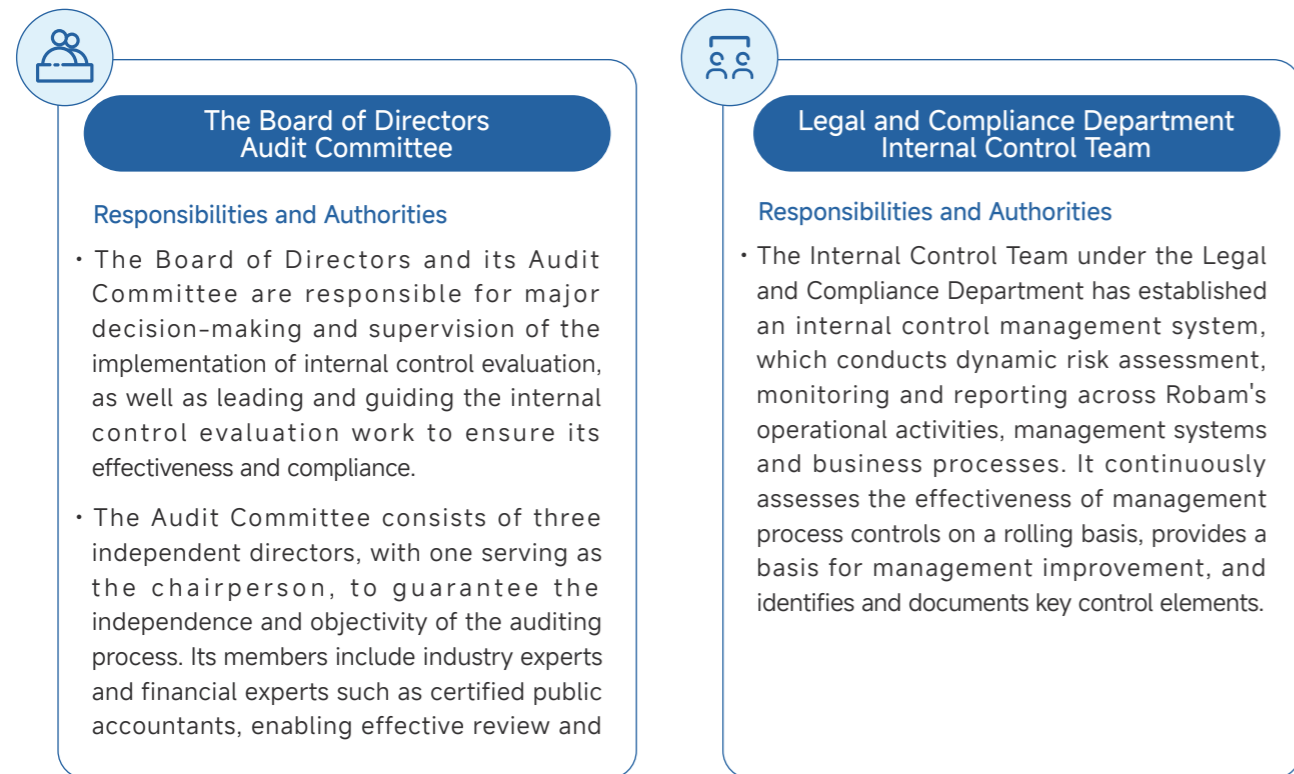 The Board of Directors
Audit Committee
Responsibilities and Authorities
· The Board of Directors and its Audit
Committee are responsible for major
decision-making and supervision of the
implementation of internal control evaluation,
as well as leading and guiding the internal
control evaluation work to ensure its
effectiveness and compliance.
· The Audit Committee consists of three
independent directors, with one serving as
the chairperson, to guarantee the
independence and objectivity of the auditing
process. Its members include industry experts
and financial experts such as certified public
accountants, enabling effective review and
Legal and Compliance Department
Internal Control Team
Responsibilities and Authorities
· The Internal Control Team under the Legal
and Compliance Department has established
an internal control management system,
which conducts dynamic risk assessment,
monitoring and reporting across Robam's
operational activities, management systems
and business processes. It continuously
assesses the effectiveness of management
process controls on a rolling basis, provides a
basis for management improvement, and
identifies and documents key control elements.